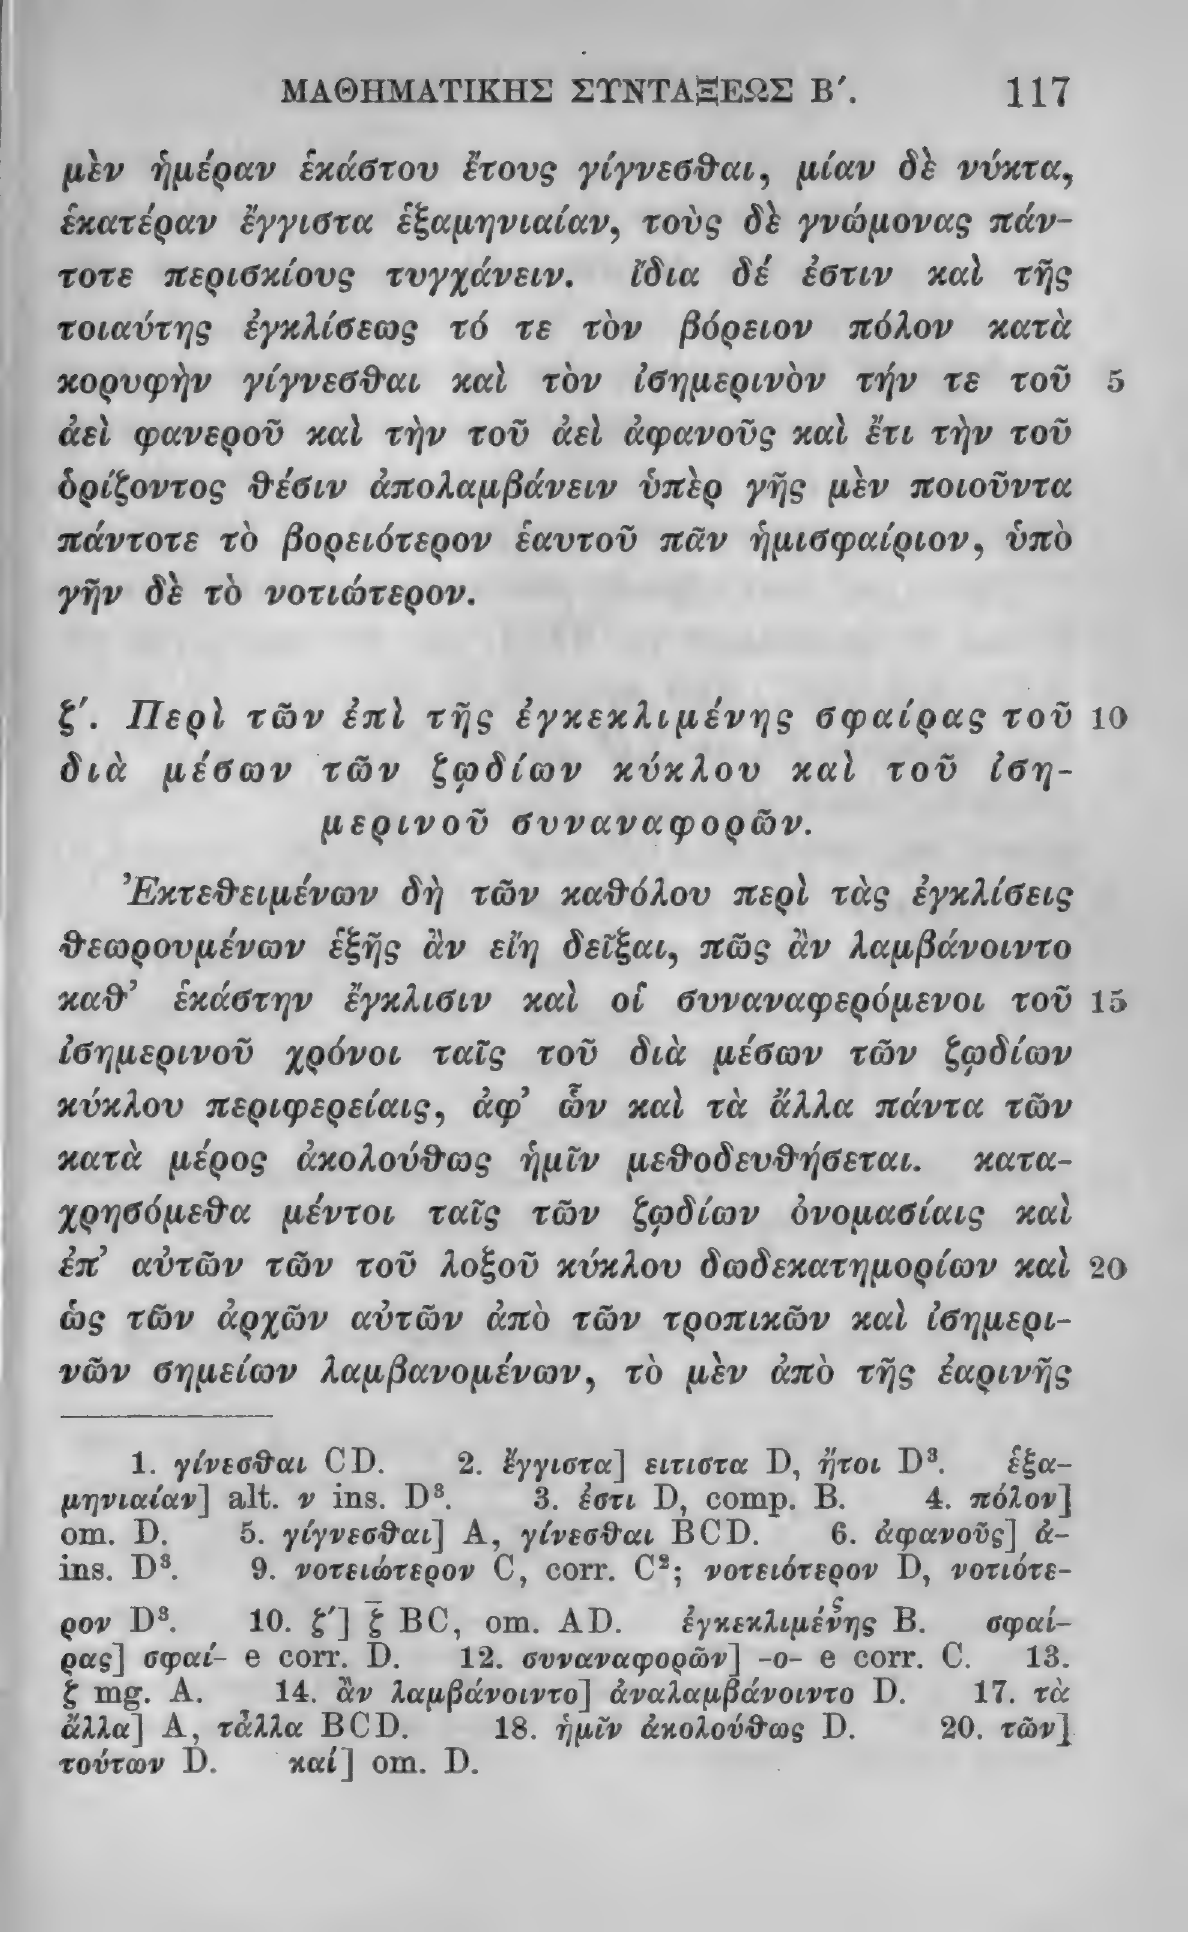 ΜΑΘΗΜΑΤΙΚΗΣ ΣΥΝΤΑΞΕΩΣ Β΄. 117
μὲν ἡμέραν ἑκάστου ἔτους γίγνεσθαι, μίαν δὲ νύκτα,
ἑκατέραν ἔγγιστα ἑξαμηνιαίαν, τοὺς δὲ γνώμονας πάν-
τοτε περισκίους τυγχάνειν. ἴδια δέ ἐστιν καὶ τῆς
τοιαύτης ἐγκλίσεως τό τε τὸν βόρειον πόλον κατὰ
κορυφὴν γίγνεσθαι καὶ τὸν ἰσημερινὸν τήν τε τοῦ 5
ἀεὶ φανεροῦ καὶ τὴν τοῦ ἀεὶ ἀφανοῦς καὶ ἔτι τὴν τοῦ
ὁρίζοντος θέσιν ἀπολαμβάνειν ὑπὲρ γῆς μὲν ποιοῦντα
πάντοτε τὸ βορειότερον ἑαυτοῦ πᾶν ἡμισφαίριον, ὑπὸ
γῆν δὲ τὸ νοτιώτερον.
ζ΄. Περὶ τῶν ἐπὶ τῆς ἐγκεκλιμένης σφαίρας τοῦ 10
διὰ μέσων τῶν ζῳδίων κύκλου καὶ τοῦ ἰση-
μερινοῦ συναναφορῶν.
Ἐκτεθειμένων δὴ τῶν καθόλου περὶ τὰς ἐγκλίσεις
θεωρουμένων ἑξῆς ἂν εἴη δεῖξαι, πῶς ἂν λαμβάνοιντο
καθ’ ἑκάστην ἔγκλισιν καὶ οἱ συναναφερόμενοι τοῦ 15
ἰσημερινοῦ χρόνοι ταῖς τοῦ διὰ μέσων τῶν ζῳδίων
κύκλου περιφερείαις, ἀφ’ ὧν καὶ τὰ ἄλλα πάντα τῶν
κατὰ μέρος ἀκολούθως ἡμῖν μεθοδευθήσεται. κατα-
χρησόμεθα μέντοι ταῖς τῶν ζῳδίων ὀνομασίαις καὶ
ἐπ’ αὐτῶν τῶν τοῦ λοξοῦ κύκλου δωδεκατημορίων καὶ 20
ὡς τῶν ἀρχῶν αὐτῶν ἀπὸ τῶν τροπικῶν καὶ ἰσημερι-
νῶν σημείων λαμβανομένων, τὸ μὲν ἀπὸ τῆς ἐαρινῆς
1. γίνεσθαι CD. 2. ἔγγιστα] ειτιστα D, ἤτοι D³. ἑξα-
μηνιαίαν] alt. ν ins. D³. 3. ἐστι D, comp. B. 4. πόλον]
om. D. 5. γίγνεσθαι] A, γίνεσθαι BCD. 6. ἀφανοῦς] ἀ-
ins. D³. 9. νοτειώτερον C, corr. C²; νοτειότερον D, νοτιότε-
ρον D³. 10. ζ΄] ζ̄ BC, om. AD. ἐγκεκλιμένης B. σφαί-
ρας] σφαί- e corr. D. 12. συναναφορῶν] -ο- e corr. C. 13.
ζ mg. A. 14. ἂν λαμβάνοιντο] ἀναλαμβάνοιντο D. 17. τὰ
ἄλλα] A, τἆλλα BCD. 18. ἡμῖν ἀκολούθως D. 20. τῶν]
τούτων D. καί] om. D.